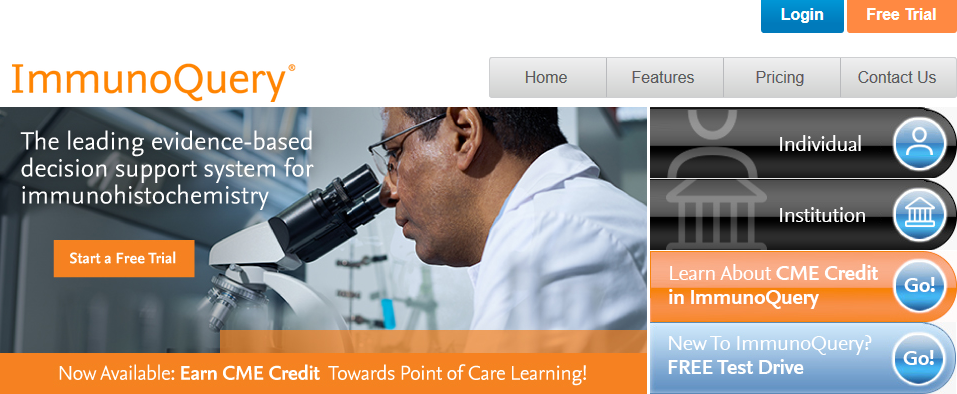 Login
Free Trial
ImmunoQuery®
Home
Features
Pricing
Contact Us
The leading evidence-based
decision support system for
immunohistochemistry
Start a Free Trial
Now Available: Earn CME Credit Towards Point of Care Learning!
Individual
Institution
Learn About CME Credit
in ImmunoQuery
Go!
New To ImmunoQuery?
FREE Test Drive
Go!